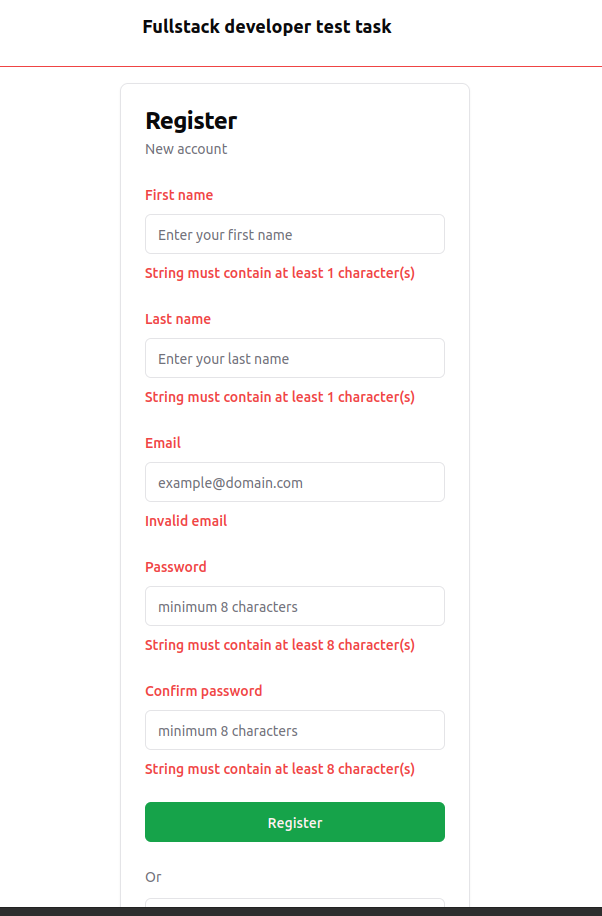 Fullstack developer test task
Register
New account
First name
Enter your first name
String must contain at least 1 character(s)
Last name
Enter your last name
String must contain at least 1 character(s)
Email
example@domain.com
Invalid email
Password
minimum 8 characters
String must contain at least 8 character(s)
Confirm password
minimum 8 characters
String must contain at least 8 character(s)
Register
Or